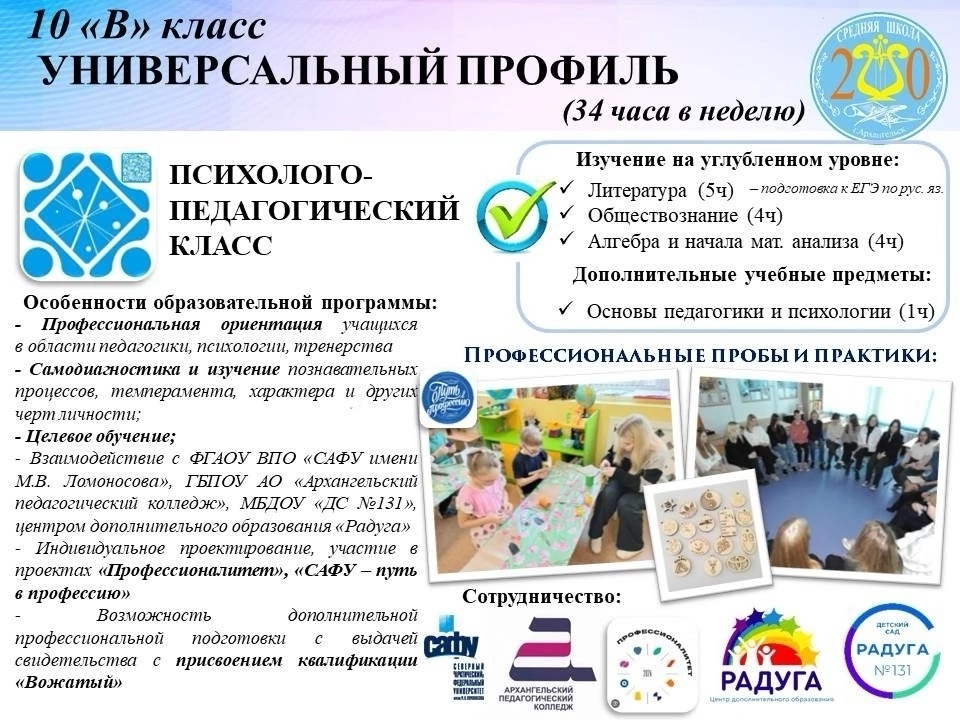 10 «В» класс
УНИВЕРСАЛЬНЫЙ ПРОФИЛЬ
(34 часа в неделю)
СРЕДНЯЯ ШКОЛА
20
г.Архангельск
ПСИХОЛОГО-
ПЕДАГОГИЧЕСКИЙ
КЛАСС
Изучение на углубленном уровне:
✓ Литература (5ч) – подготовка к ЕГЭ по рус. яз.
✓ Обществознание (4ч)
✓ Алгебра и начала мат. анализа (4ч)
Дополнительные учебные предметы:
✓ Основы педагогики и психологии (1ч)
Особенности образовательной программы:
- Профессиональная ориентация учащихся
в области педагогики, психологии, тренерства
- Самодиагностика и изучение познавательных
процессов, темперамента, характера и других
черт личности;
- Целевое обучение;
- Взаимодействие с ФГАОУ ВПО «САФУ имени
М.В. Ломоносова», ГБПОУ АО «Архангельский
педагогический колледж», МБДОУ «ДС №131»,
центром дополнительного образования «Радуга»
- Индивидуальное проектирование, участие в
проектах «Профессионалитет», «САФУ – путь
в профессию»
- Возможность дополнительной
профессиональной подготовки с выдачей
свидетельства с присвоением квалификации
«Вожатый»
ПРОФЕССИОНАЛЬНЫЕ ПРОБЫ И ПРАКТИКИ:
Путь
в профессию
Сотрудничество:
сафу
СЕВЕРНЫЙ
АРКТИЧЕСКИЙ
ФЕДЕРАЛЬНЫЙ
УНИВЕРСИТЕТ
АРХАНГЕЛЬСКИЙ
ПЕДАГОГИЧЕСКИЙ
КОЛЛЕДЖ
ПРОФЕССИОНАЛИТЕТ
2024
РАДУГА
Центр дополнительного образования
ДЕТСКИЙ
САД
РАДУГА
№131